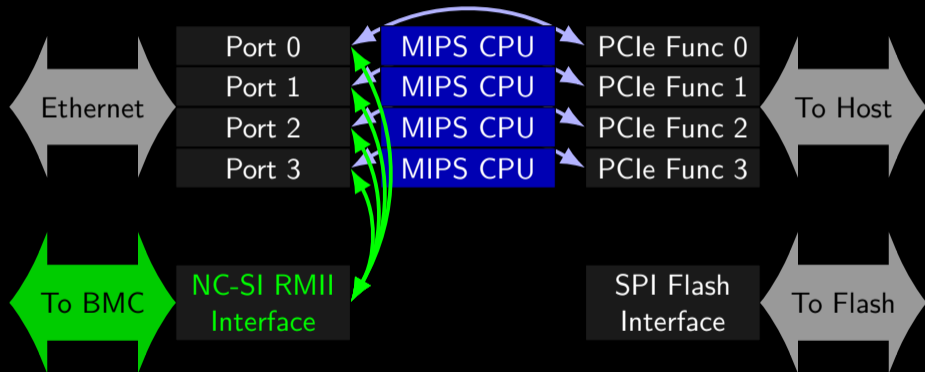 Port 0
MIPS CPU
PCIe Func 0
Port 1
MIPS CPU
PCIe Func 1
Ethernet
To Host
Port 2
MIPS CPU
PCIe Func 2
Port 3
MIPS CPU
PCIe Func 3
To BMC
NC-SI RMII
Interface
SPI Flash
Interface
To Flash